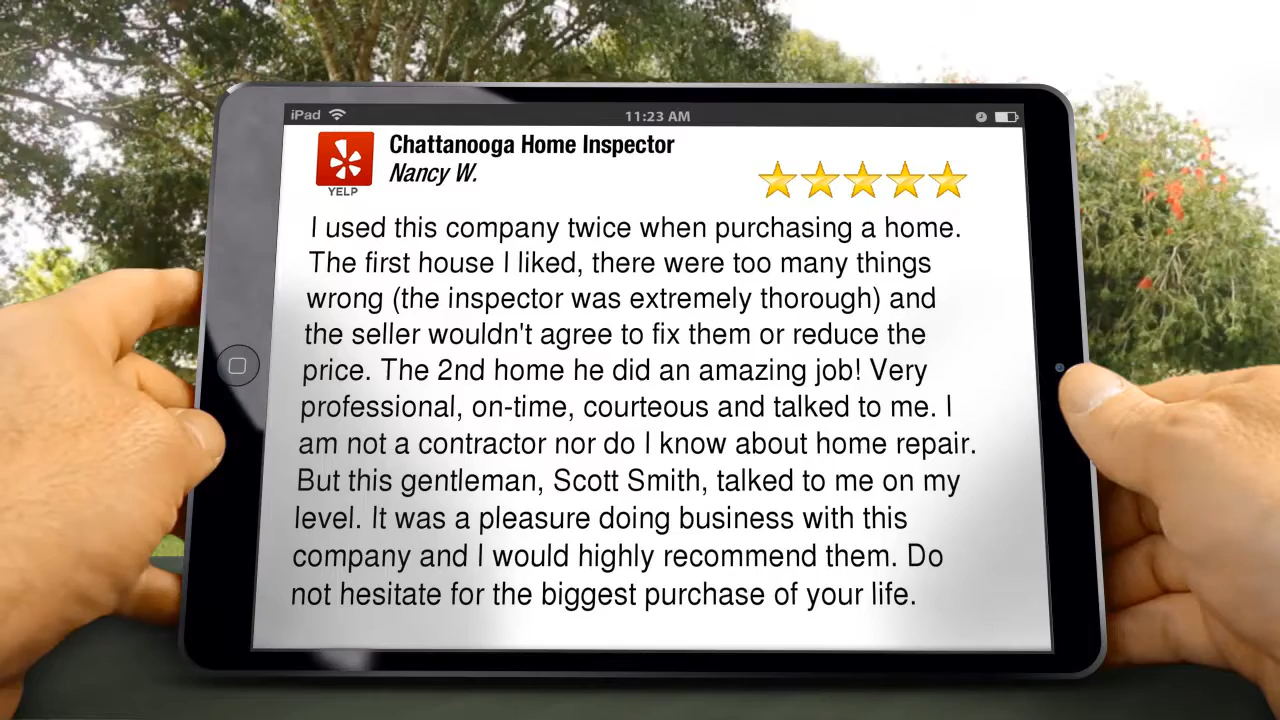 iPad 11:23 AM
Chattanooga Home Inspector
Nancy W.
YELP
I used this company twice when purchasing a home.
The first house I liked, there were too many things
wrong (the inspector was extremely thorough) and
the seller wouldn't agree to fix them or reduce the
price. The 2nd home he did an amazing job! Very
professional, on-time, courteous and talked to me. I
am not a contractor nor do I know about home repair.
But this gentleman, Scott Smith, talked to me on my
level. It was a pleasure doing business with this
company and I would highly recommend them. Do
not hesitate for the biggest purchase of your life.